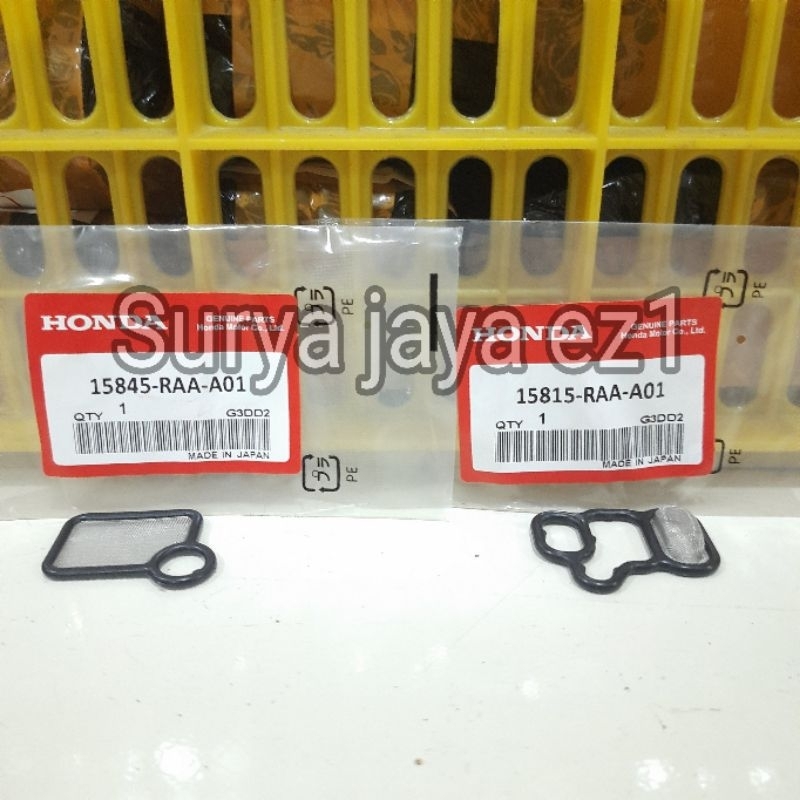 Surya jaya ez1
HONDA
GENUINE PARTS
Honda Motor Co., Ltd.
15845-RAA-A01
QTY 1
G3DD2
MADE IN JAPAN
PE
PE
HONDA
GENUINE PARTS
Honda Motor Co., Ltd.
15815-RAA-A01
QTY 1
G3DD2
MADE IN JAPAN
PE
PE